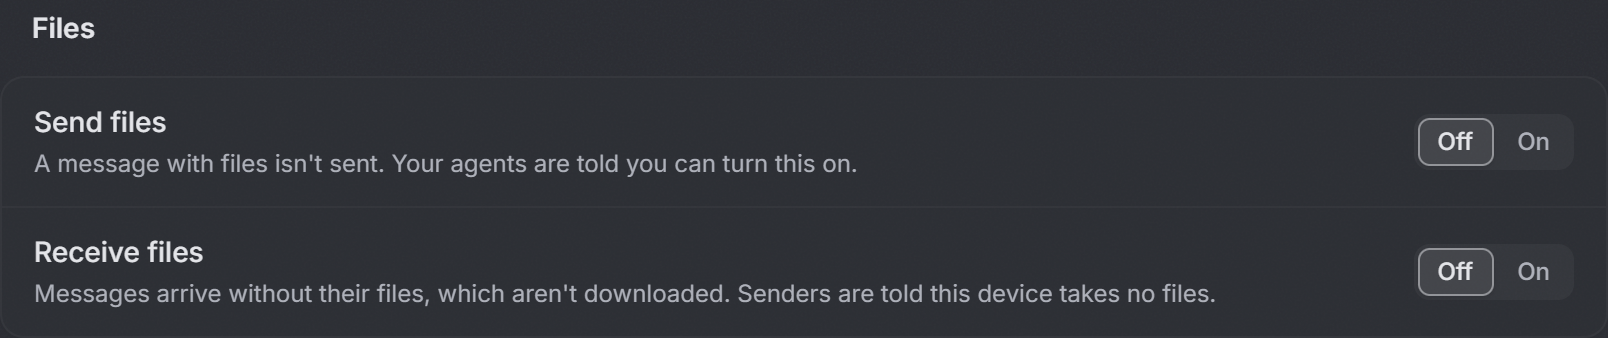 Files
Send files
A message with files isn't sent. Your agents are told you can turn this on.
Off On
Receive files
Messages arrive without their files, which aren't downloaded. Senders are told this device takes no files.
Off On